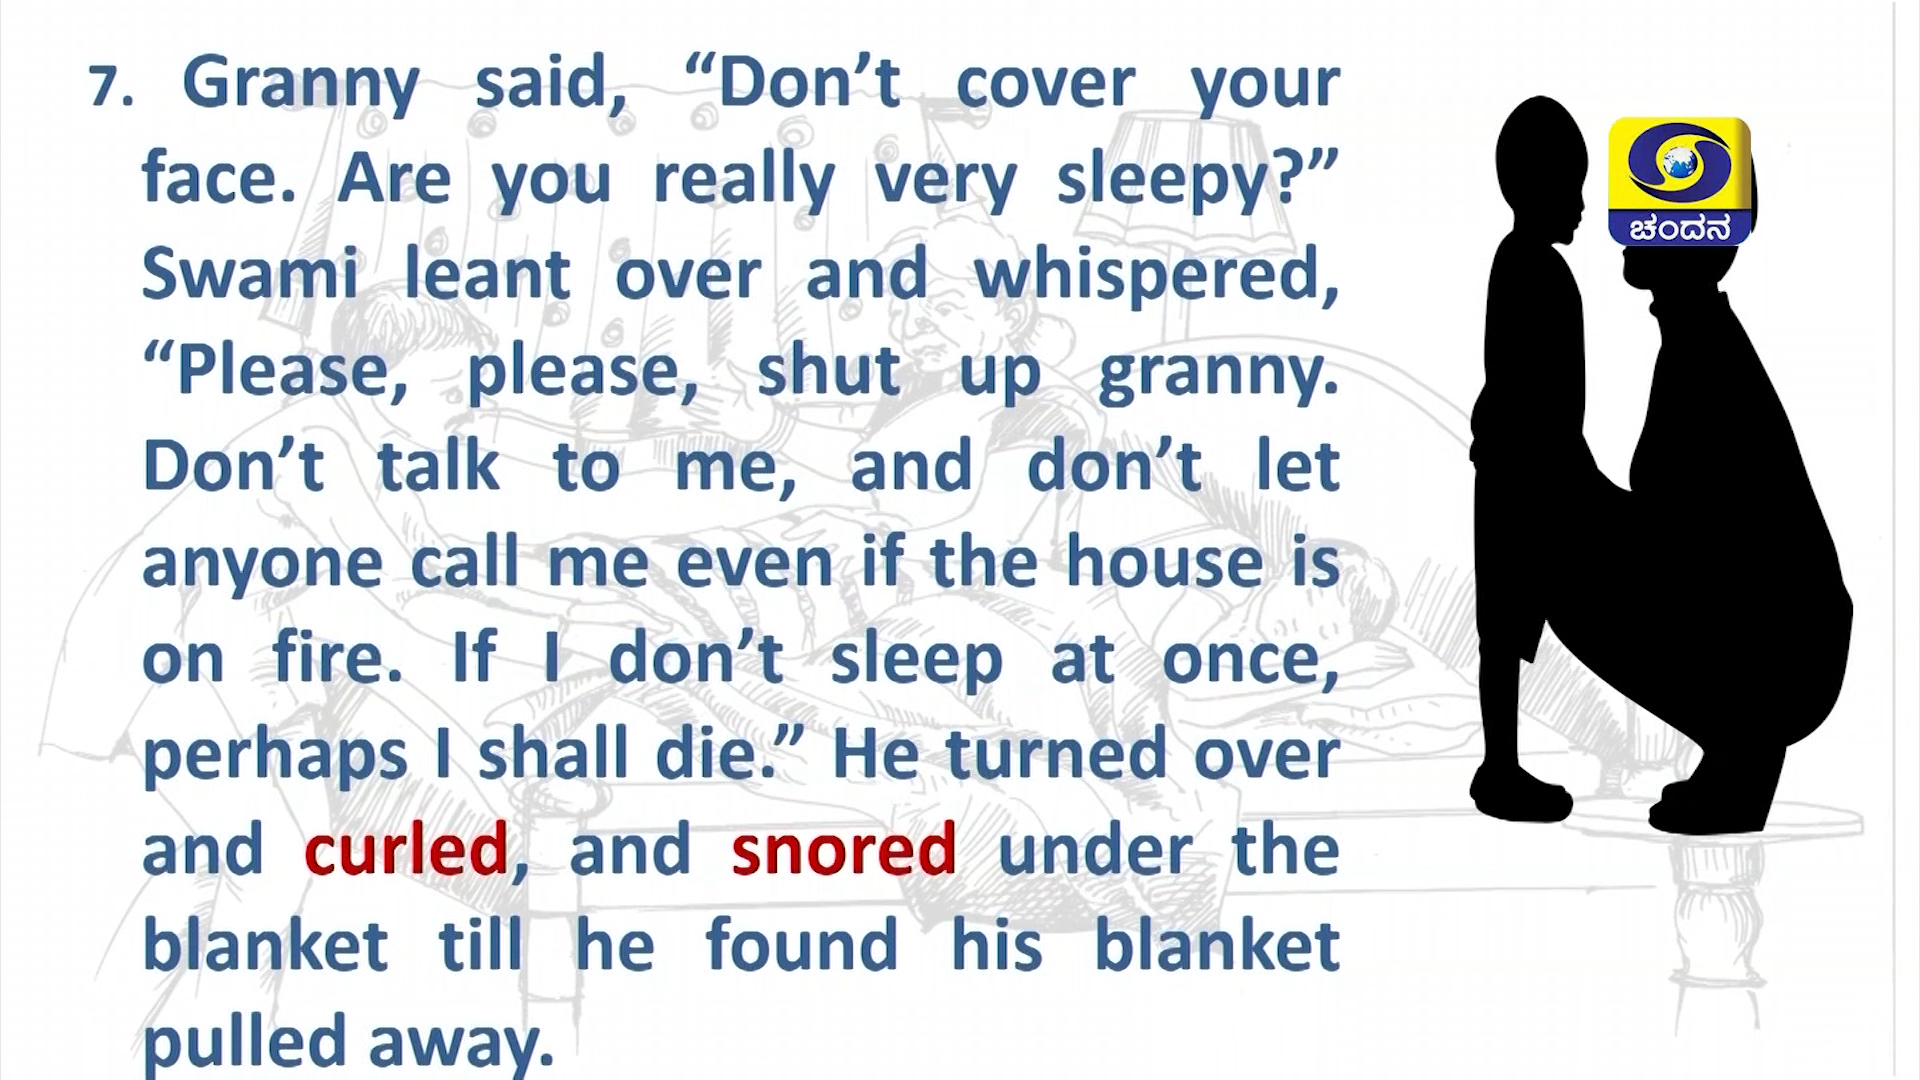 7. Granny said, “Don’t cover your
face. Are you really very sleepy?”
Swami leant over and whispered,
“Please, please, shut up granny.
Don’t talk to me, and don’t let
anyone call me even if the house is
on fire. If I don’t sleep at once,
perhaps I shall die.” He turned over
and curled, and snored under the
blanket till he found his blanket
pulled away.
ಚಂದನ